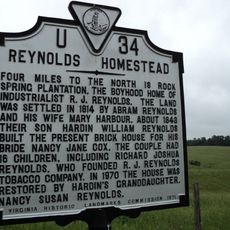 U 34
REYNOLDS HOMESTEAD
FOUR MILES TO THE NORTH IS ROCK
SPRING PLANTATION, THE BOYHOOD HOME OF
INDUSTRIALIST R. J. REYNOLDS. THE LAND
WAS SETTLED IN 1814 BY ABRAM REYNOLDS
AND HIS WIFE MARY HARBOUR. ABOUT 1848
THEIR SON HARDIN WILLIAM REYNOLDS
BUILT THE PRESENT BRICK HOUSE FOR HIS
BRIDE NANCY JANE COX. THE COUPLE HAD
16 CHILDREN, INCLUDING RICHARD JOSHUA
REYNOLDS, WHO FOUNDED R. J. REYNOLDS
TOBACCO COMPANY. IN 1970 THE HOUSE WAS
RESTORED BY HARDIN'S GRANDDAUGHTER,
NANCY SUSAN REYNOLDS.
VIRGINIA HISTORIC LANDMARKS COMMISSION 1971